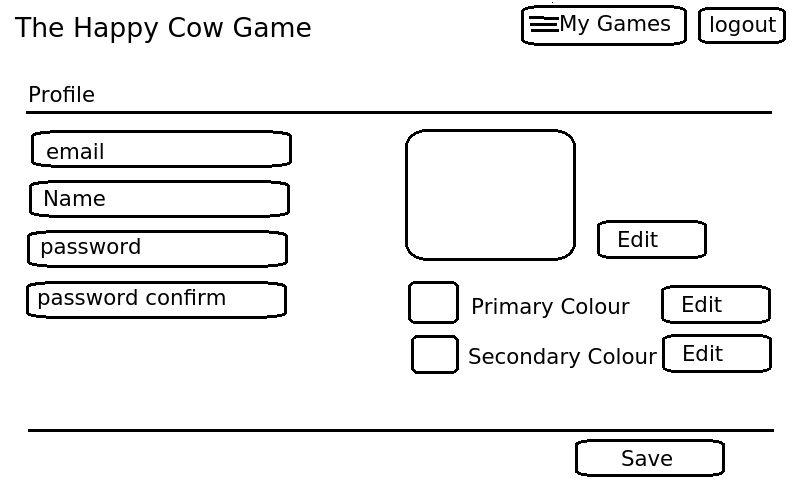 The Happy Cow Game
My Games
logout
Profile
email
Name
password
password confirm
Edit
Primary Colour
Edit
Secondary Colour
Edit
Save